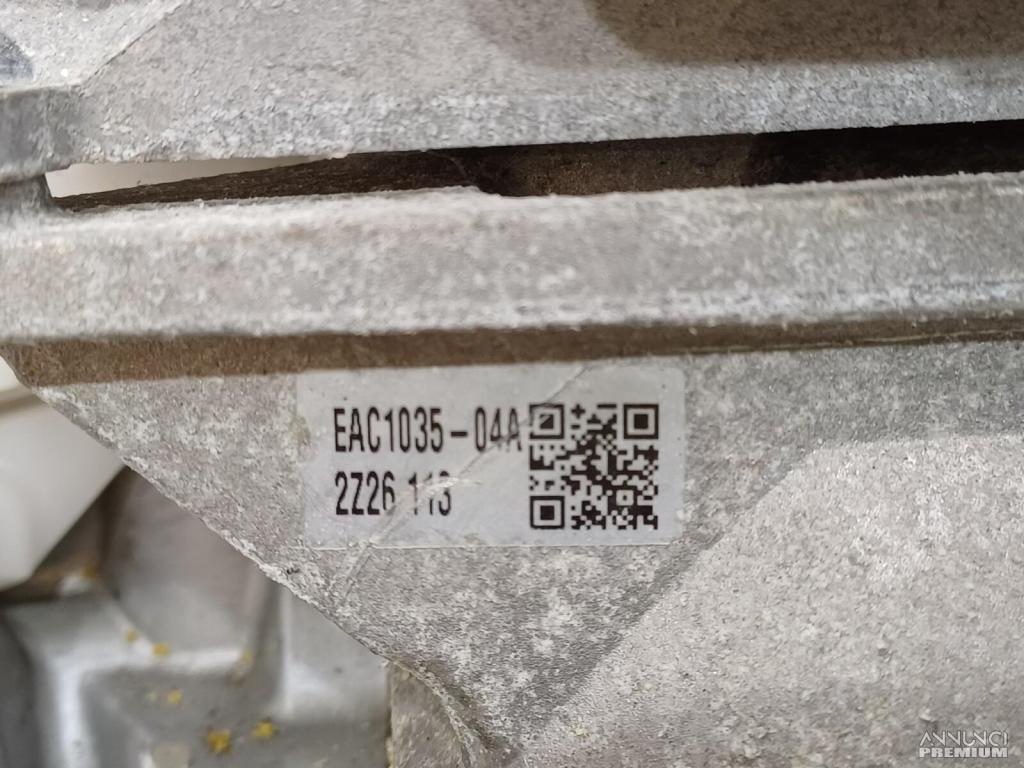 EAC1035-04A
2Z26 113
ANNUNCI
PREMIUM